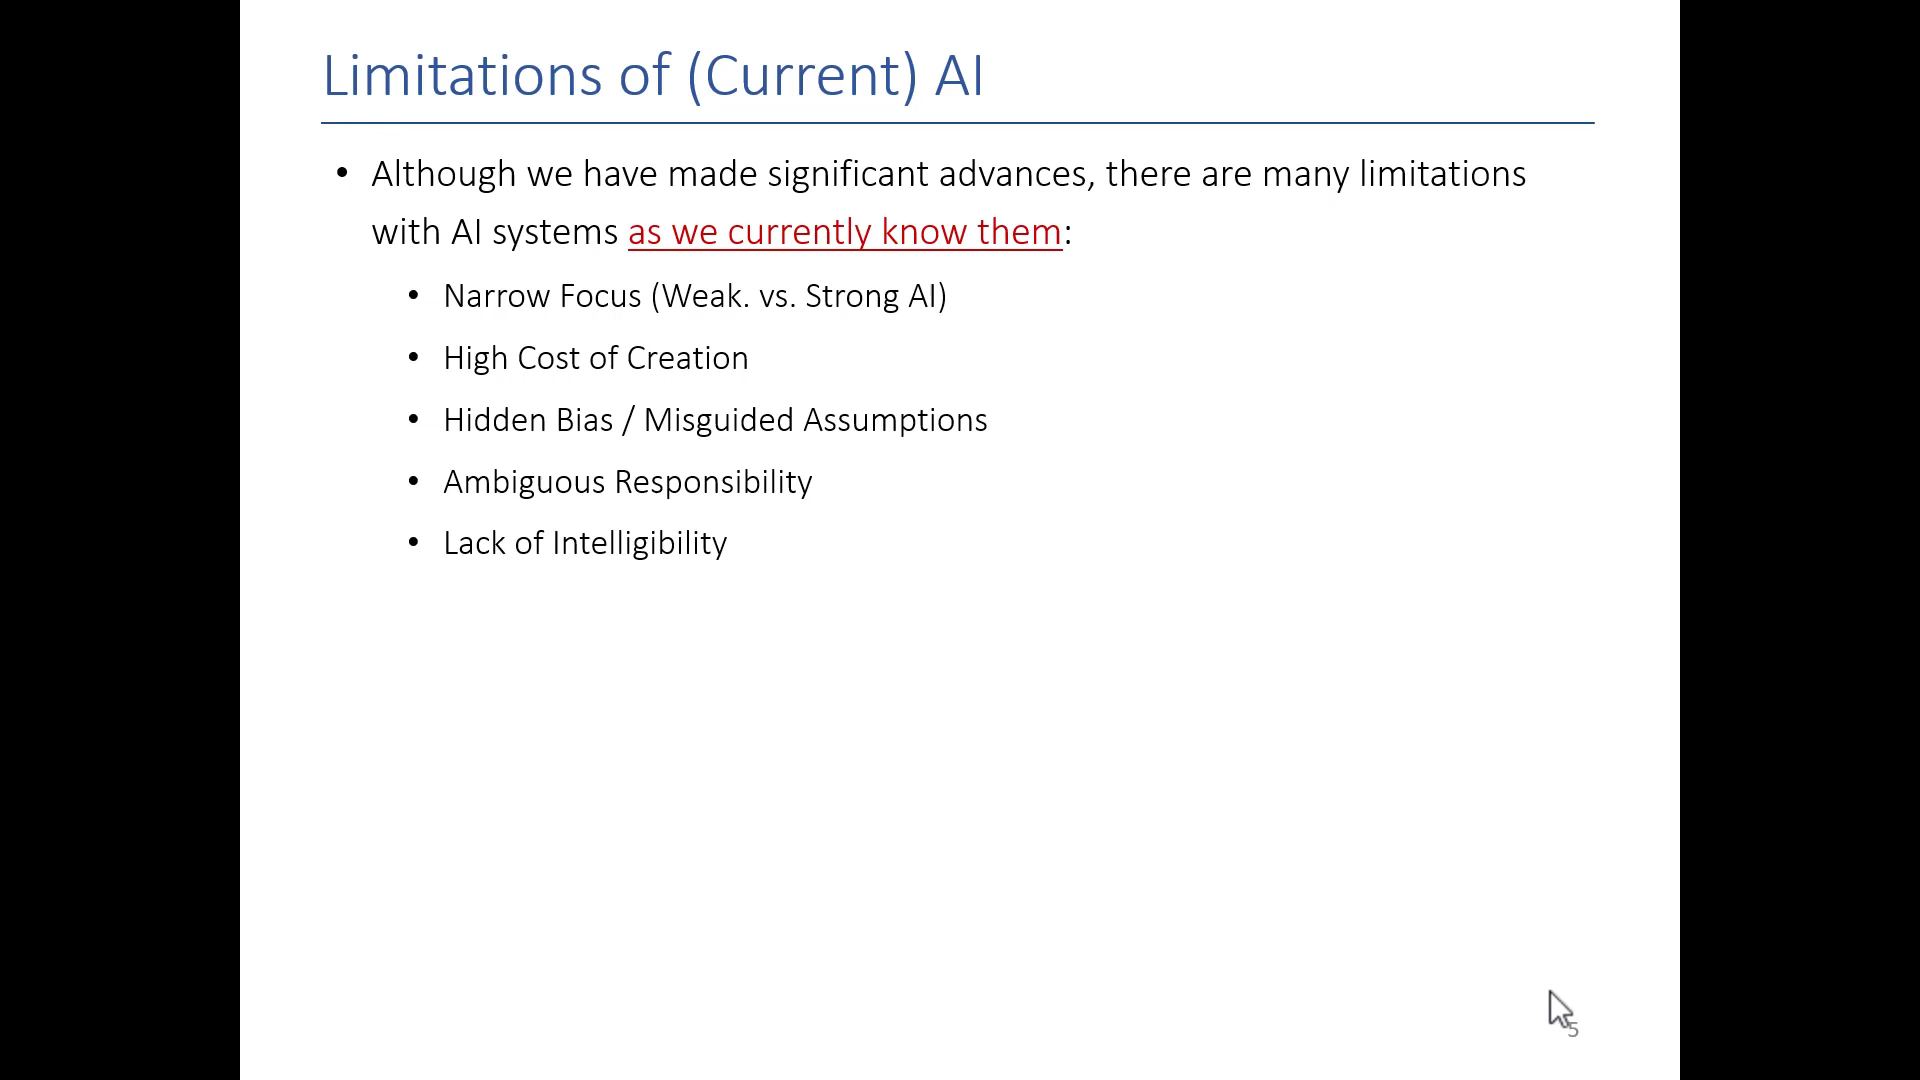 Limitations of (Current) AI
• Although we have made significant advances, there are many limitations
with AI systems as we currently know them:
• Narrow Focus (Weak. vs. Strong AI)
• High Cost of Creation
• Hidden Bias / Misguided Assumptions
• Ambiguous Responsibility
• Lack of Intelligibility
5